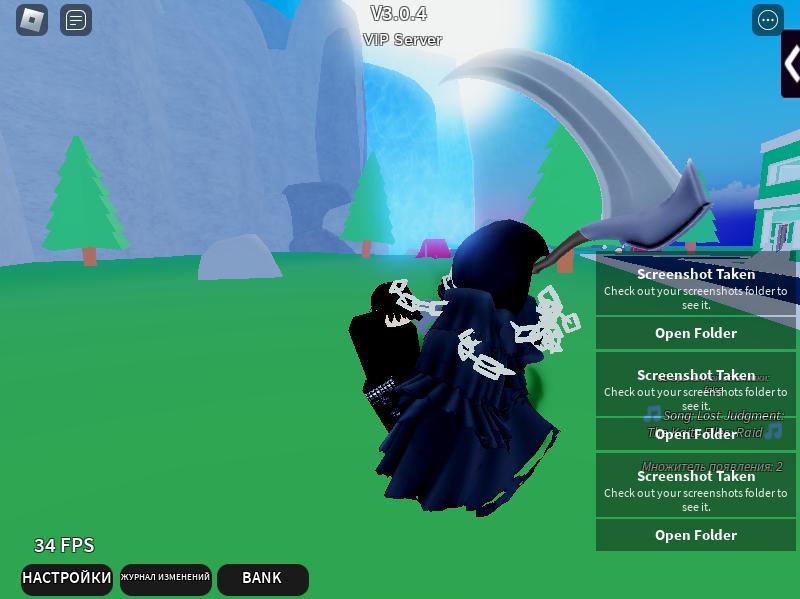 V3.0.4
VIP Server
Screenshot Taken
Check out your screenshots folder to
see it.
Open Folder
Screenshot Taken
Check out your screenshots folder to
see it.
🎵Song: Lost Judgment:
Raid🎵
Open Folder
Множитель появления: 2
Screenshot Taken
Check out your screenshots folder to
see it.
Open Folder
34 FPS
НАСТРОЙКИ
ЖУРНАЛ ИЗМЕНЕНИЙ
BANK